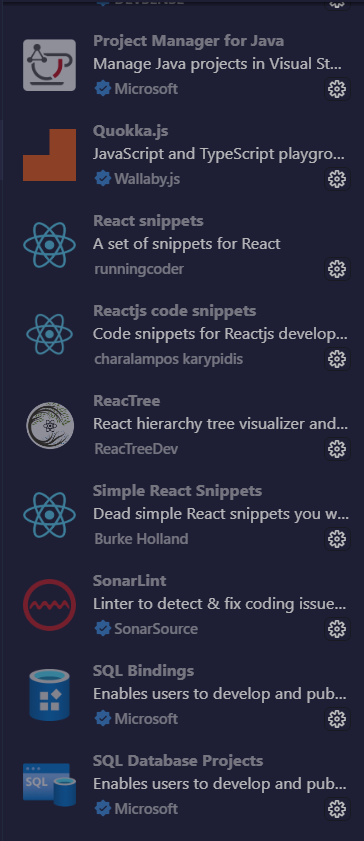 Project Manager for Java
Manage Java projects in Visual St...
Microsoft
Quokka.js
JavaScript and TypeScript playgro...
Wallaby.js
React snippets
A set of snippets for React
runningcoder
Reactjs code snippets
Code snippets for Reactjs develop...
charalampos karypidis
ReacTree
React hierarchy tree visualizer and...
ReacTreeDev
Simple React Snippets
Dead simple React snippets you w...
Burke Holland
SonarLint
Linter to detect & fix coding issue...
SonarSource
SQL Bindings
Enables users to develop and pub...
Microsoft
SQL Database Projects
SQL
Enables users to develop and pub...
Microsoft